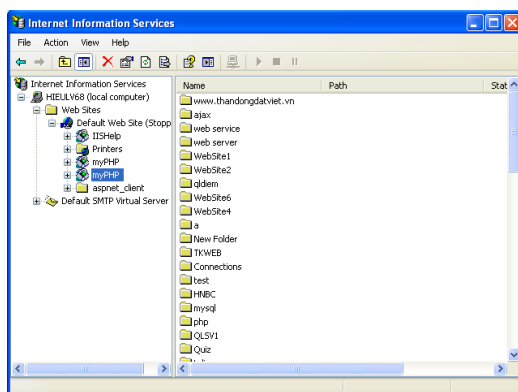 Internet Information Services
File Action View Help
Internet Information Services
HIEULV68 (local computer)
Web Sites
Default Web Site (Stopp
IISHelp
Printers
myPHP
myPHP
aspnet_client
Default SMTP Virtual Server
Name Path Stat
www.thandongdatviet.vn
ajax
web service
web server
WebSite1
WebSite2
qldiem
WebSite6
WebSite4
a
New Folder
TKWEB
Connections
test
HNBC
mysql
php
QLSV1
Quiz